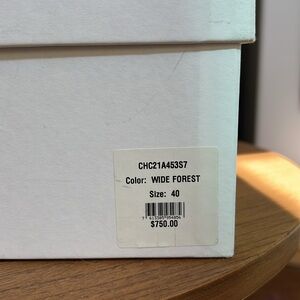 CHC21A453S7
Color: WIDE FOREST
Size: 40
$750.00